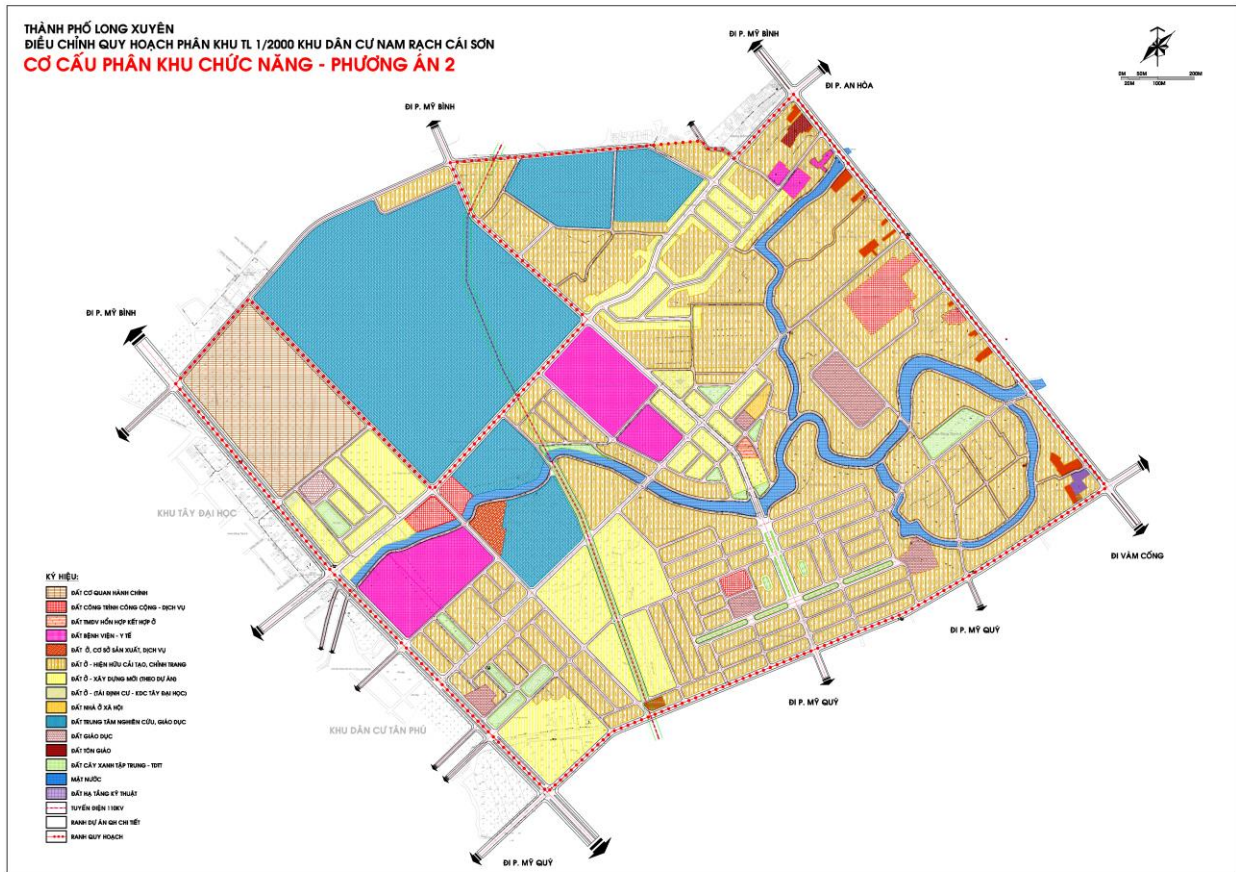 THÀNH PHỐ LONG XUYÊN
ĐIỀU CHỈNH QUY HOẠCH PHÂN KHU TL 1/2000 KHU DÂN CƯ NAM RẠCH CÁI SƠN
CƠ CẤU PHÂN KHU CHỨC NĂNG - PHƯƠNG ÁN 2
ĐI P. MỸ BÌNH
ĐI P. AN HÒA
0M 50M 200M
25M 100M
ĐI P. MỸ BÌNH
ĐI P. MỸ BÌNH
KHU TÂY ĐẠI HỌC
ĐI VÀM CỐNG
ĐI P. MỸ QUÝ
ĐI P. MỸ QUÝ
KHU DÂN CƯ TÂN PHÚ
ĐI P. MỸ QUÝ
KÝ HIỆU:
ĐẤT CƠ QUAN HÀNH CHÍNH
ĐẤT CÔNG TRÌNH CÔNG CỘNG - DỊCH VỤ
ĐẤT TMDV HỖN HỢP KẾT HỢP Ở
ĐẤT BỆNH VIỆN - Y TẾ
ĐẤT Ở, CƠ SỞ SẢN XUẤT, DỊCH VỤ
ĐẤT Ở - HIỆN HỮU CẢI TẠO, CHỈNH TRANG
ĐẤT Ở - XÂY DỰNG MỚI (THEO DỰ ÁN)
ĐẤT Ở - (TÁI ĐỊNH CƯ - KDC TÂY ĐẠI HỌC)
ĐẤT NHÀ Ở XÃ HỘI
ĐẤT TRUNG TÂM NGHIÊN CỨU, GIÁO DỤC
ĐẤT GIÁO DỤC
ĐẤT TÔN GIÁO
ĐẤT CÂY XANH TẬP TRUNG - TDTT
MẶT NƯỚC
ĐẤT HẠ TẦNG KỸ THUẬT
TUYẾN ĐIỆN 110KV
RANH DỰ ÁN QH CHI TIẾT
RANH QUY HOẠCH